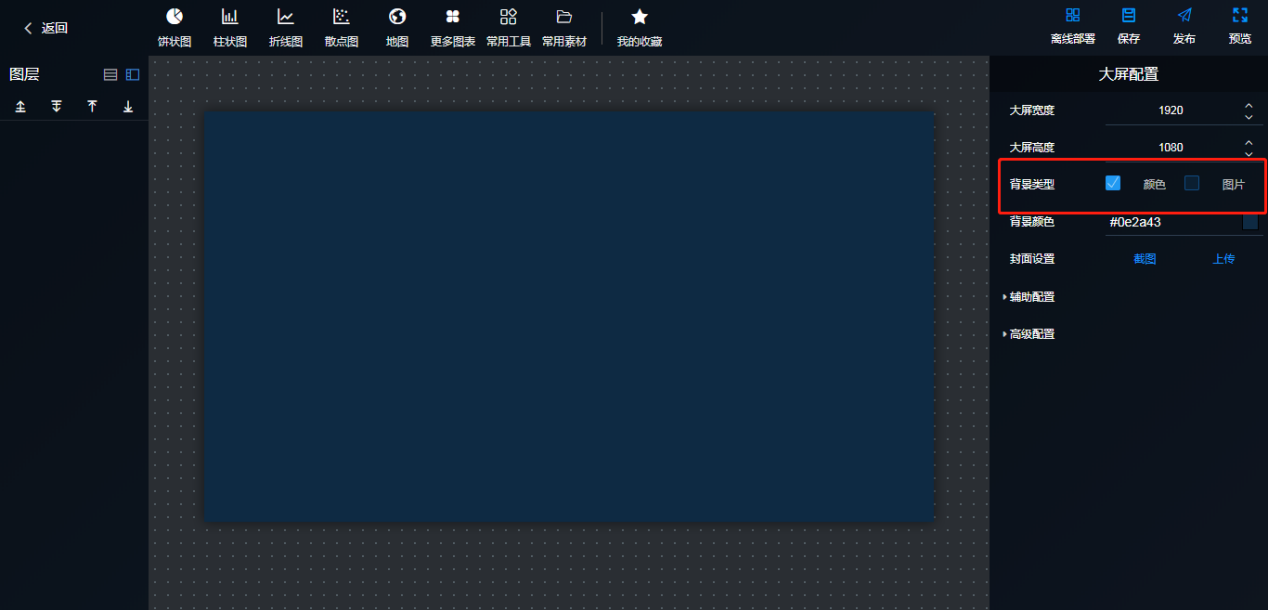 返回
饼状图 柱状图 折线图 散点图 地图 更多图表 常用工具 常用素材 我的收藏
离线部署 保存 发布 预览
图层
大屏配置
大屏宽度 1920
大屏高度 1080
背景类型 颜色 图片
背景颜色 #0e2a43
封面设置 截图 上传
辅助配置
高级配置